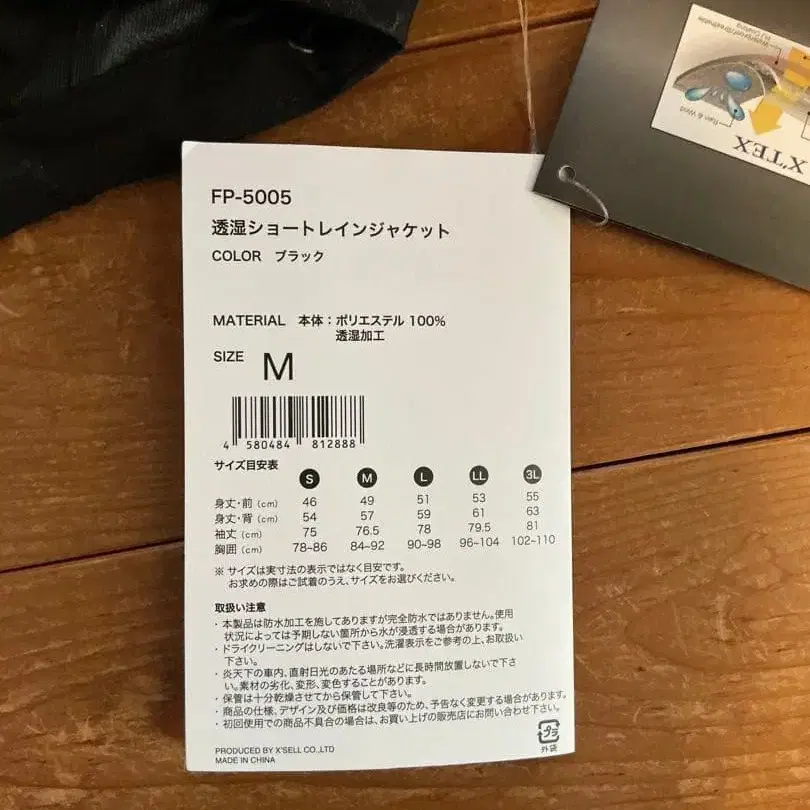 FP-5005
透湿ショートレインジャケット
COLOR ブラック
MATERIAL 本体：ポリエステル 100%
透湿加工
SIZE M
4 580484 812888
サイズ目安表
S M L LL 3L
身丈・前 (cm) 46 49 51 53 55
身丈・背 (cm) 54 57 59 61 63
袖丈 (cm) 75 76.5 78 79.5 81
胸囲 (cm) 78~86 84~92 90~98 96~104 102~110
※ サイズは実寸法の表示ではなく目安です。
お求めの際はご試着のうえ、サイズをお選びください。
取扱い注意
・本製品は防水加工を施してありますが完全防水ではありません。使用
状況によっては予期しない箇所から水が浸透する場合があります。
・ドライクリーニングはしないで下さい。洗濯表示をご参考の上、お取扱い
下さい。
・炎天下の車内、直射日光のあたる場所などに長時間放置しないで下さ
い。素材の劣化、変形、変色することがあります。
・保管は十分乾燥させてから保管して下さい。
・商品の仕様、デザイン及び価格は改良等のため、予告なく変更する場合が有ります。
・初回使用での商品不具合の場合は、お買い上げの販売店にお問い合わせ下さい。
プラ
外袋
PRODUCED BY X'SELL CO.,LTD
MADE IN CHINA
X'TEX
Rain & Wind
Waterproof/Breathable